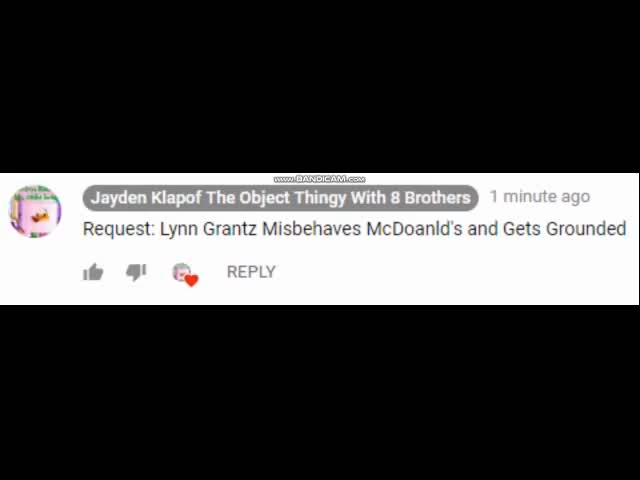 www.BANDICAM.com
Jayden Klapof The Object Thingy With 8 Brothers 1 minute ago
Request: Lynn Grantz Misbehaves McDoanld's and Gets Grounded
REPLY